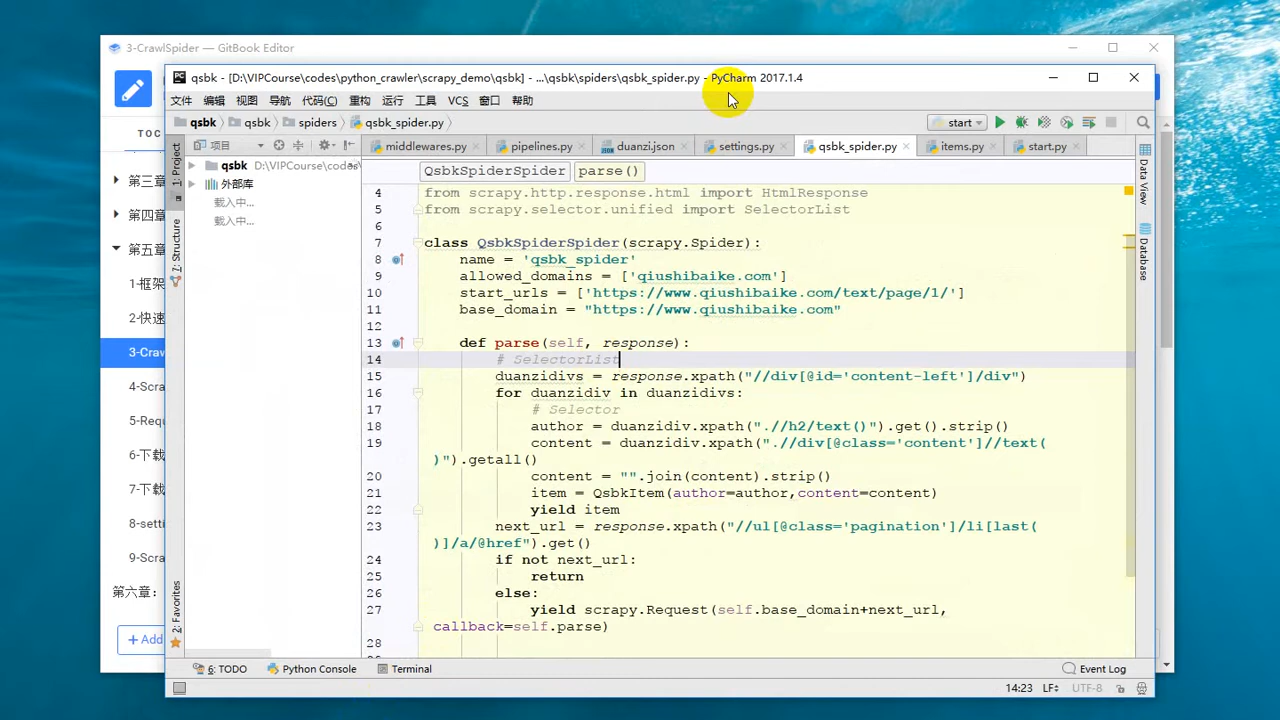 3-CrawlSpider — GitBook Editor
qsbk - [D:\VIPCourse\codes\python_crawler\scrapy_demo\qsbk] - ...\qsbk\spiders\qsbk_spider.py - PyCharm 2017.1.4
文件 编辑 视图 导航 代码(C) 重构 运行 工具 VCS 窗口 帮助
qsbk qsbk spiders qsbk_spider.py start
TOC
第三章
第四章
第五章
1-框架
2-快速
3-Craw
4-Scra
5-Requ
6-下载
7-下载
8-setti
9-Scra
第六章：
Add
1: Project
7: Structure
2: Favorites
项目
qsbk D:\VIPCourse\codes
外部库
载入中...
载入中...
middlewares.py pipelines.py duanzi.json settings.py qsbk_spider.py items.py start.py
QsbkSpiderSpider parse()
4 from scrapy.http.response.html import HtmlResponse
5 from scrapy.selector.unified import SelectorList
6
7 class QsbkSpiderSpider(scrapy.Spider):
8 name = 'qsbk_spider'
9 allowed_domains = ['qiushibaike.com']
10 start_urls = ['https://www.qiushibaike.com/text/page/1/']
11 base_domain = "https://www.qiushibaike.com"
12
13 def parse(self, response):
14 # SelectorList
15 duanzidivs = response.xpath("//div[@id='content-left']/div")
16 for duanzidiv in duanzidivs:
17 # Selector
18 author = duanzidiv.xpath(".//h2/text()").get().strip()
19 content = duanzidiv.xpath(".//div[@class='content']//text(
)").getall()
20 content = "".join(content).strip()
21 item = QsbkItem(author=author,content=content)
22 yield item
23 next_url = response.xpath("//ul[@class='pagination']/li[last(
)]/a/@href").get()
24 if not next_url:
25 return
26 else:
27 yield scrapy.Request(self.base_domain+next_url,
callback=self.parse)
28
Data View
Database
6: TODO Python Console Terminal Event Log
14:23 LF UTF-8